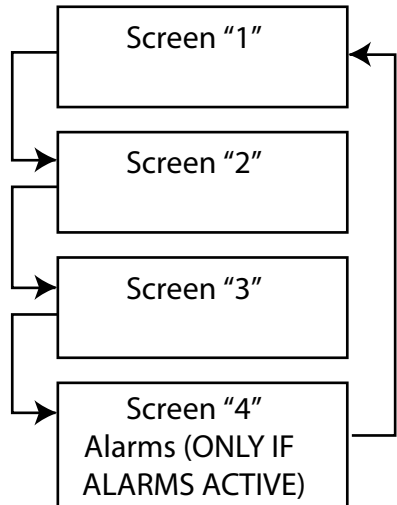 Screen “1”
Screen “2”
Screen “3”
Screen “4”
Alarms (ONLY IF
ALARMS ACTIVE)